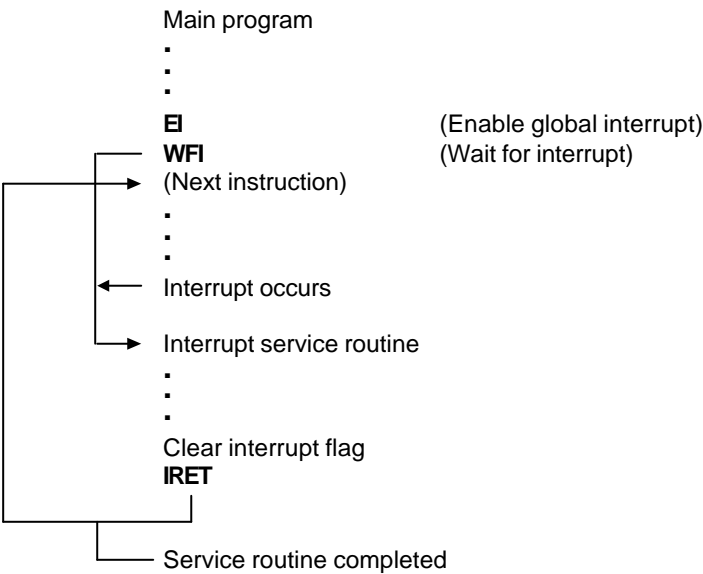 Main program
.
.
.
EI (Enable global interrupt)
WFI (Wait for interrupt)
(Next instruction)
.
.
.
Interrupt occurs
Interrupt service routine
.
.
.
Clear interrupt flag
IRET
Service routine completed